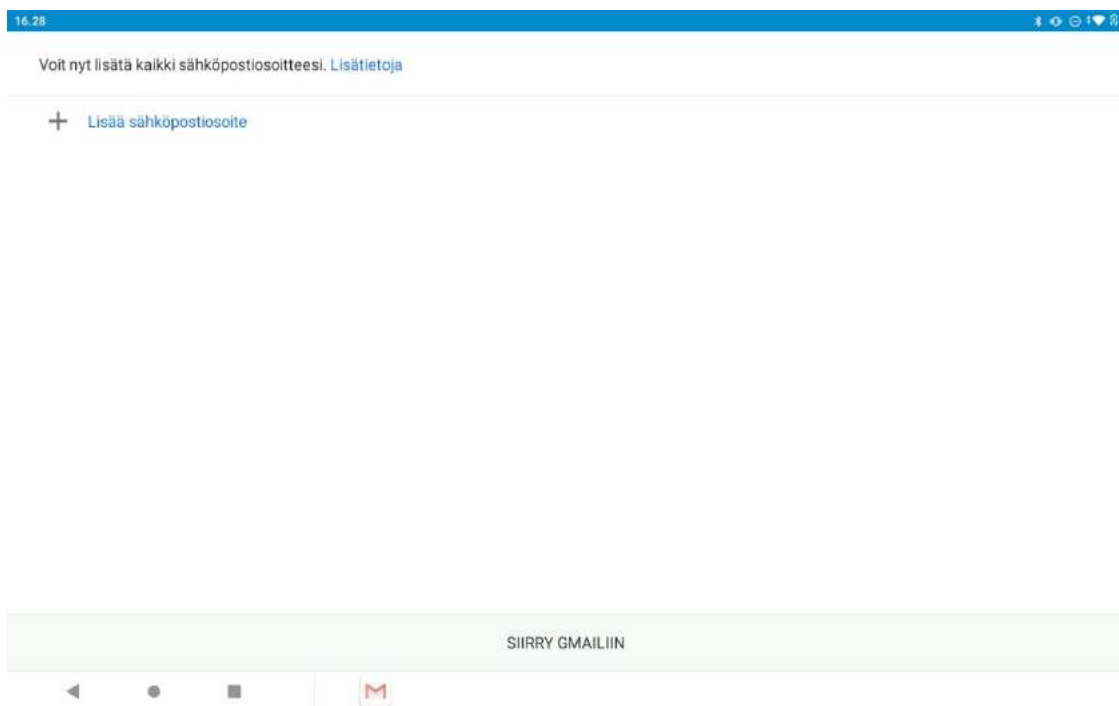 16.28
Voit nyt lisätä kaikki sähköpostiosoitteesi. Lisätietoja
Lisää sähköpostiosoite
SIIRRY GMAILIIN